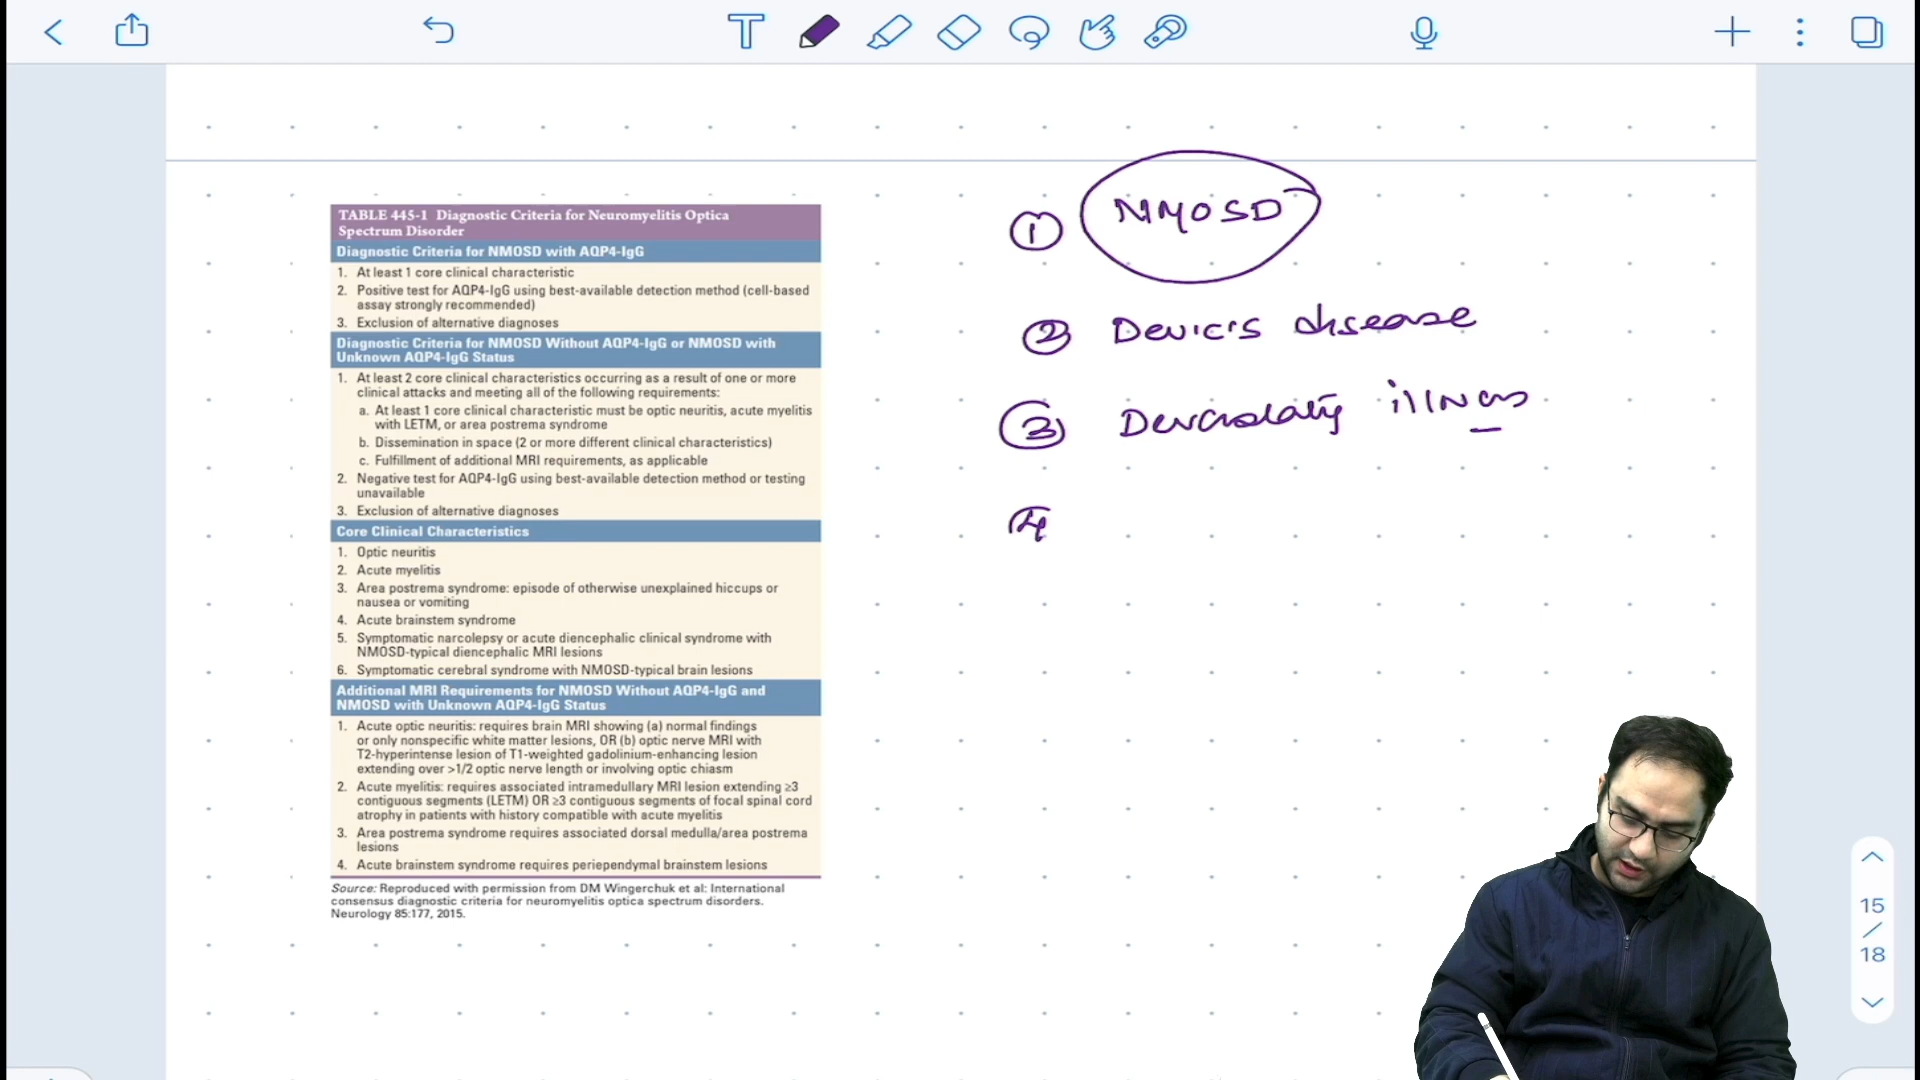 TABLE 445-1 Diagnostic Criteria for Neuromyelitis Optica
Spectrum Disorder
Diagnostic Criteria for NMOSD with AQP4-IgG
1. At least 1 core clinical characteristic
2. Positive test for AQP4-IgG using best-available detection method (cell-based
assay strongly recommended)
3. Exclusion of alternative diagnoses
Diagnostic Criteria for NMOSD Without AQP4-IgG or NMOSD with
Unknown AQP4-IgG Status
1. At least 2 core clinical characteristics occurring as a result of one or more
clinical attacks and meeting all of the following requirements:
a. At least 1 core clinical characteristic must be optic neuritis, acute myelitis
with LETM, or area postrema syndrome
b. Dissemination in space (2 or more different clinical characteristics)
c. Fulfillment of additional MRI requirements, as applicable
2. Negative test for AQP4-IgG using best-available detection method or testing
unavailable
3. Exclusion of alternative diagnoses
Core Clinical Characteristics
1. Optic neuritis
2. Acute myelitis
3. Area postrema syndrome: episode of otherwise unexplained hiccups or
nausea or vomiting
4. Acute brainstem syndrome
5. Symptomatic narcolepsy or acute diencephalic clinical syndrome with
NMOSD-typical diencephalic MRI lesions
6. Symptomatic cerebral syndrome with NMOSD-typical brain lesions
Additional MRI Requirements for NMOSD Without AQP4-IgG and
NMOSD with Unknown AQP4-IgG Status
1. Acute optic neuritis: requires brain MRI showing (a) normal findings
or only nonspecific white matter lesions, OR (b) optic nerve MRI with
T2-hyperintense lesion of T1-weighted gadolinium-enhancing lesion
extending over >1/2 optic nerve length or involving optic chiasm
2. Acute myelitis: requires associated intramedullary MRI lesion extending ≥3
contiguous segments (LETM) OR ≥3 contiguous segments of focal spinal cord
atrophy in patients with history compatible with acute myelitis
3. Area postrema syndrome requires associated dorsal medulla/area postrema
lesions
4. Acute brainstem syndrome requires periependymal brainstem lesions
Source: Reproduced with permission from DM Wingerchuk et al: International
consensus diagnostic criteria for neuromyelitis optica spectrum disorders.
Neurology 85:177, 2015.
1 NMOSD
2 Devic's disease
3 illness
4
15
/
18